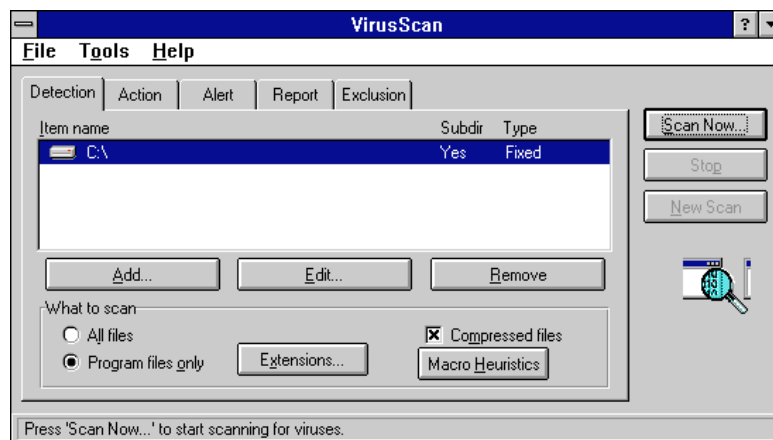 VirusScan ?
File Tools Help
Detection Action Alert Report Exclusion
Item name Subdir Type
C:\ Yes Fixed
Add... Edit... Remove
What to scan
All files
Program files only
Extensions...
Compressed files
Macro Heuristics
Scan Now...
Stop
New Scan
Press 'Scan Now...' to start scanning for viruses.